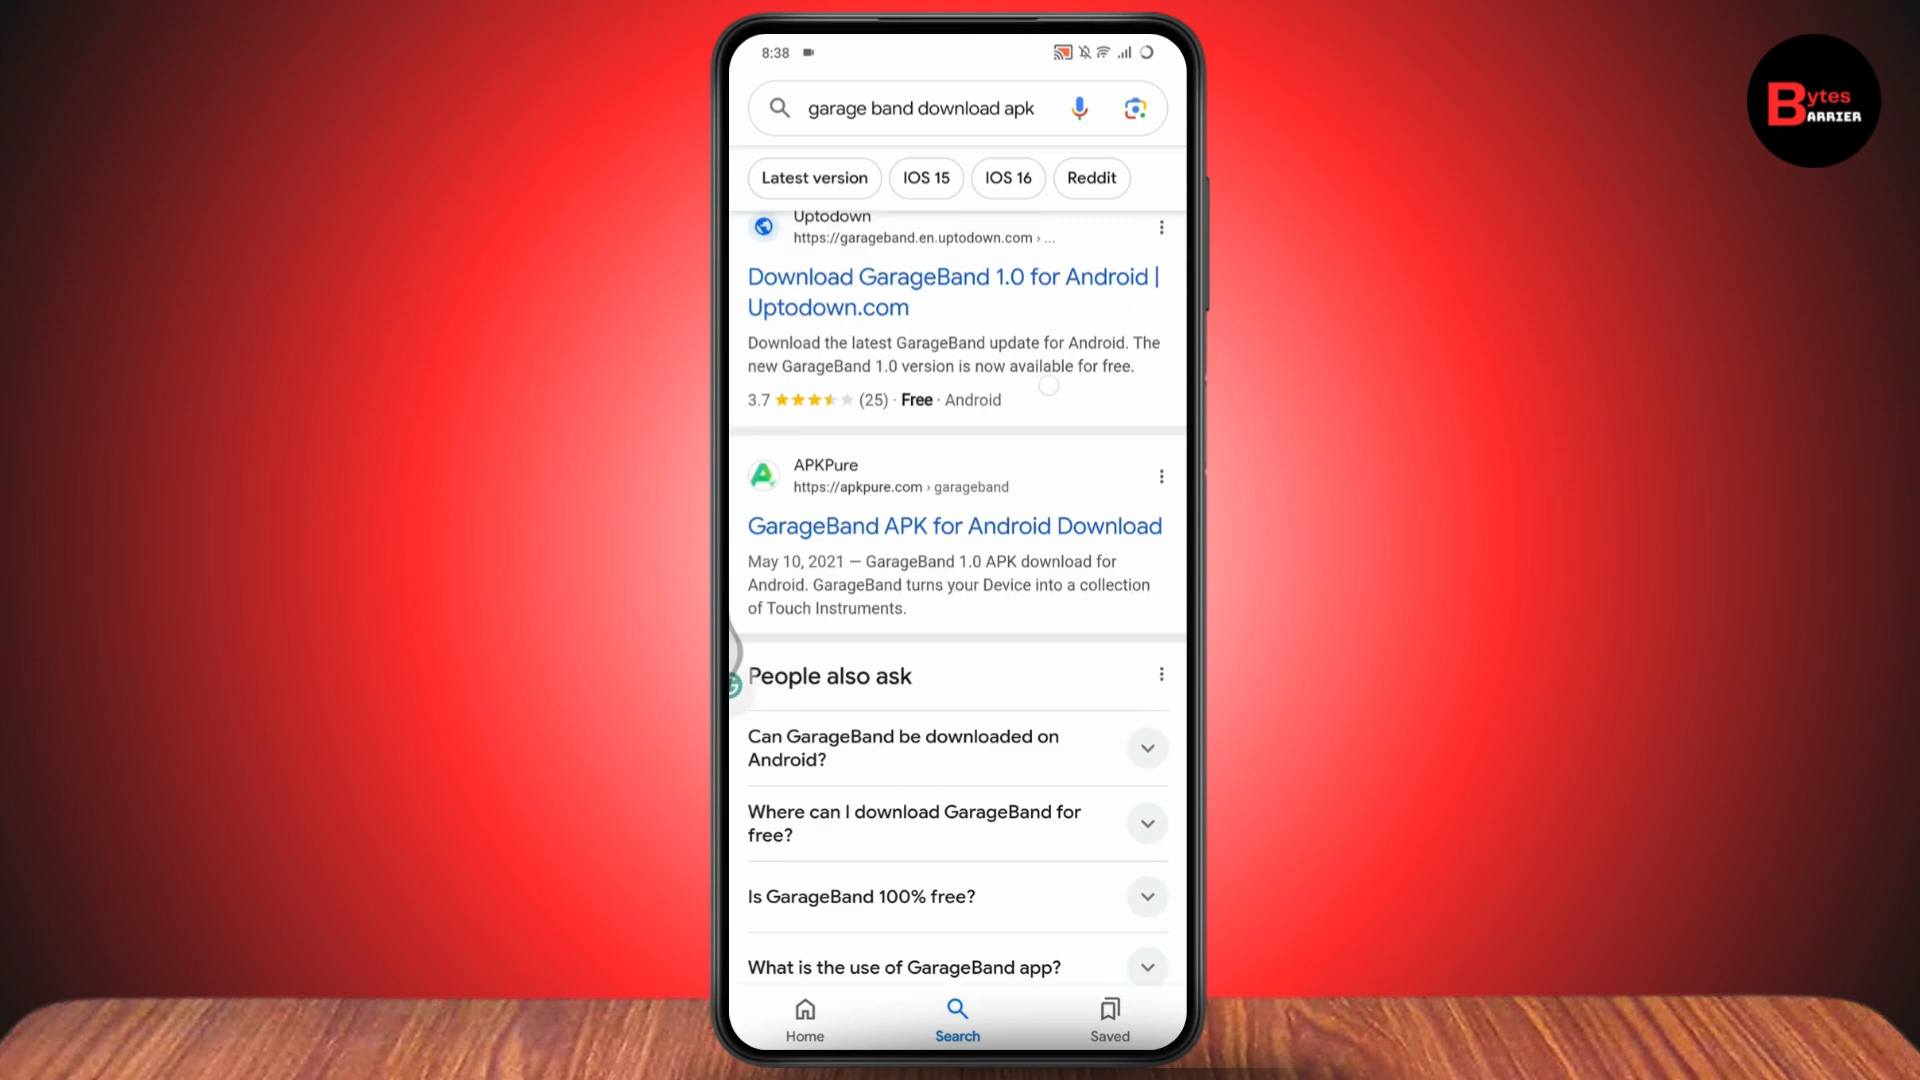 8:38
Bytes
BARRIER
garage band download apk
Latest version
IOS 15
IOS 16
Reddit
Uptodown
https://garageband.en.uptodown.com › ...
Download GarageBand 1.0 for Android |
Uptodown.com
Download the latest GarageBand update for Android. The
new GarageBand 1.0 version is now available for free.
3.7 (25) · Free · Android
APKPure
https://apkpure.com › garageband
GarageBand APK for Android Download
May 10, 2021 — GarageBand 1.0 APK download for
Android. GarageBand turns your Device into a collection
of Touch Instruments.
People also ask
Can GarageBand be downloaded on
Android?
Where can I download GarageBand for
free?
Is GarageBand 100% free?
What is the use of GarageBand app?
Home
Search
Saved